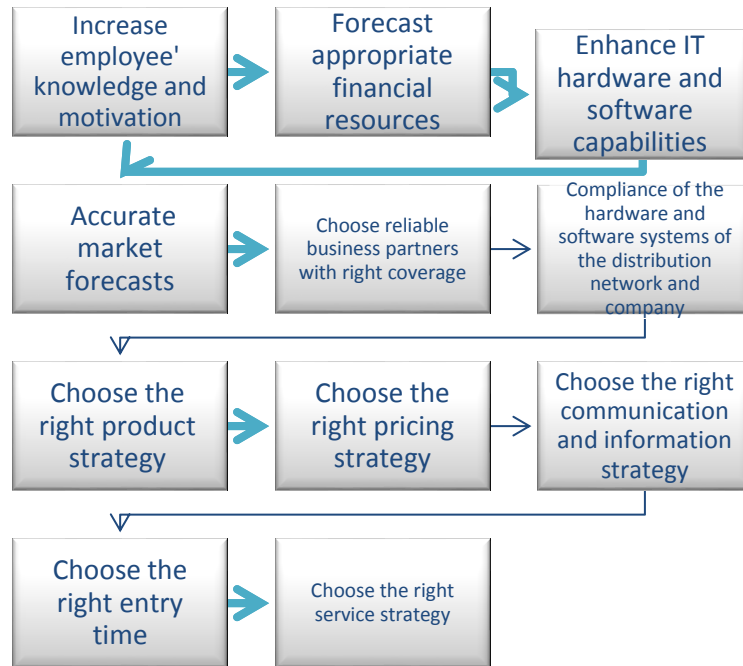 Increase
employee'
knowledge and
motivation
Forecast
appropriate
financial
resources
Enhance IT
hardware and
software
capabilities
Accurate
market
forecasts
Choose reliable
business partners
with right coverage
Compliance of the
hardware and
software systems of
the distribution
network and
company
Choose the
right product
strategy
Choose the
right pricing
strategy
Choose the right
communication
and information
strategy
Choose the
right entry
time
Choose the right
service strategy